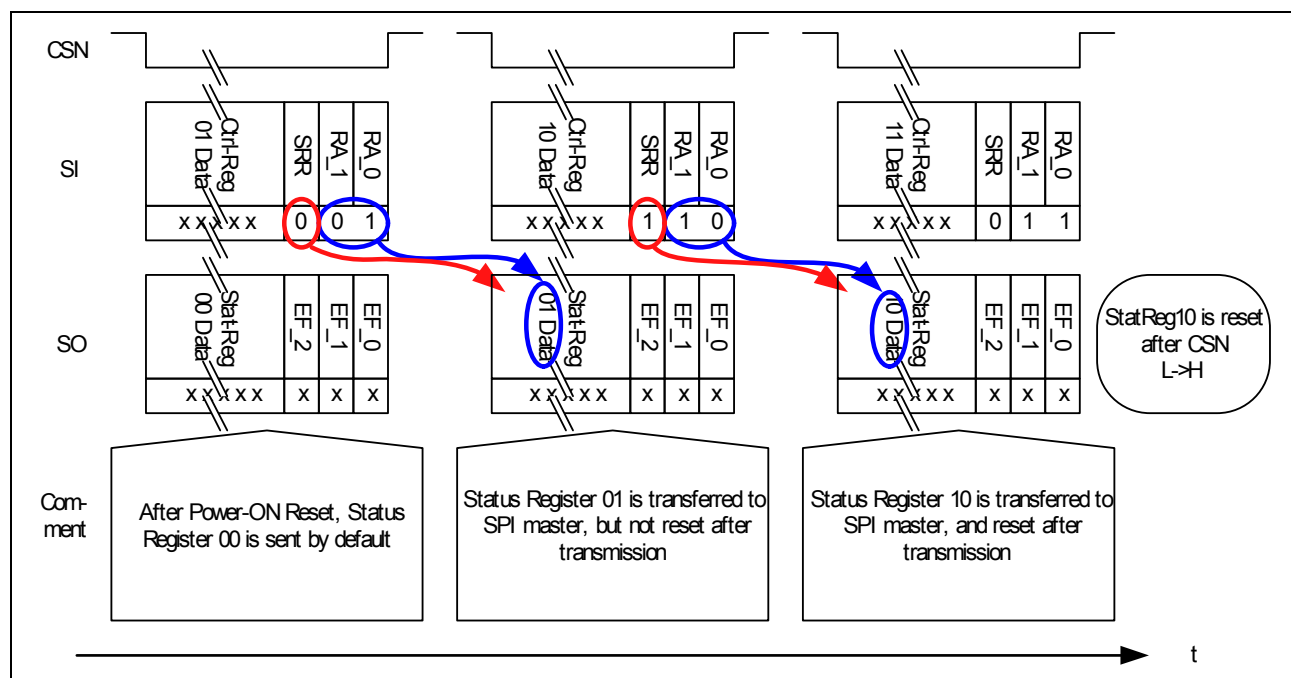 CSN
SI
Ctrl-Reg
01 Data
SRR
RA_1
RA_0
x x x x x
0
0
1
Ctrl-Reg
10 Data
SRR
RA_1
RA_0
x x x x x
1
1
0
Ctrl-Reg
11 Data
SRR
RA_1
RA_0
x x x x x
0
1
1
SO
Stat-Reg
00 Data
EF_2
EF_1
EF_0
x x x x x
x
x
x
Stat-Reg
01 Data
EF_2
EF_1
EF_0
x x x x x
x
x
x
Stat-Reg
10 Data
EF_2
EF_1
EF_0
x x x x x
x
x
x
StatReg10 is reset
after CSN
L->H
Com-
ment
After Power-ON Reset, Status
Register 00 is sent by default
Status Register 01 is transferred to
SPI master, but not reset after
transmission
Status Register 10 is transferred to
SPI master, and reset after
transmission
t